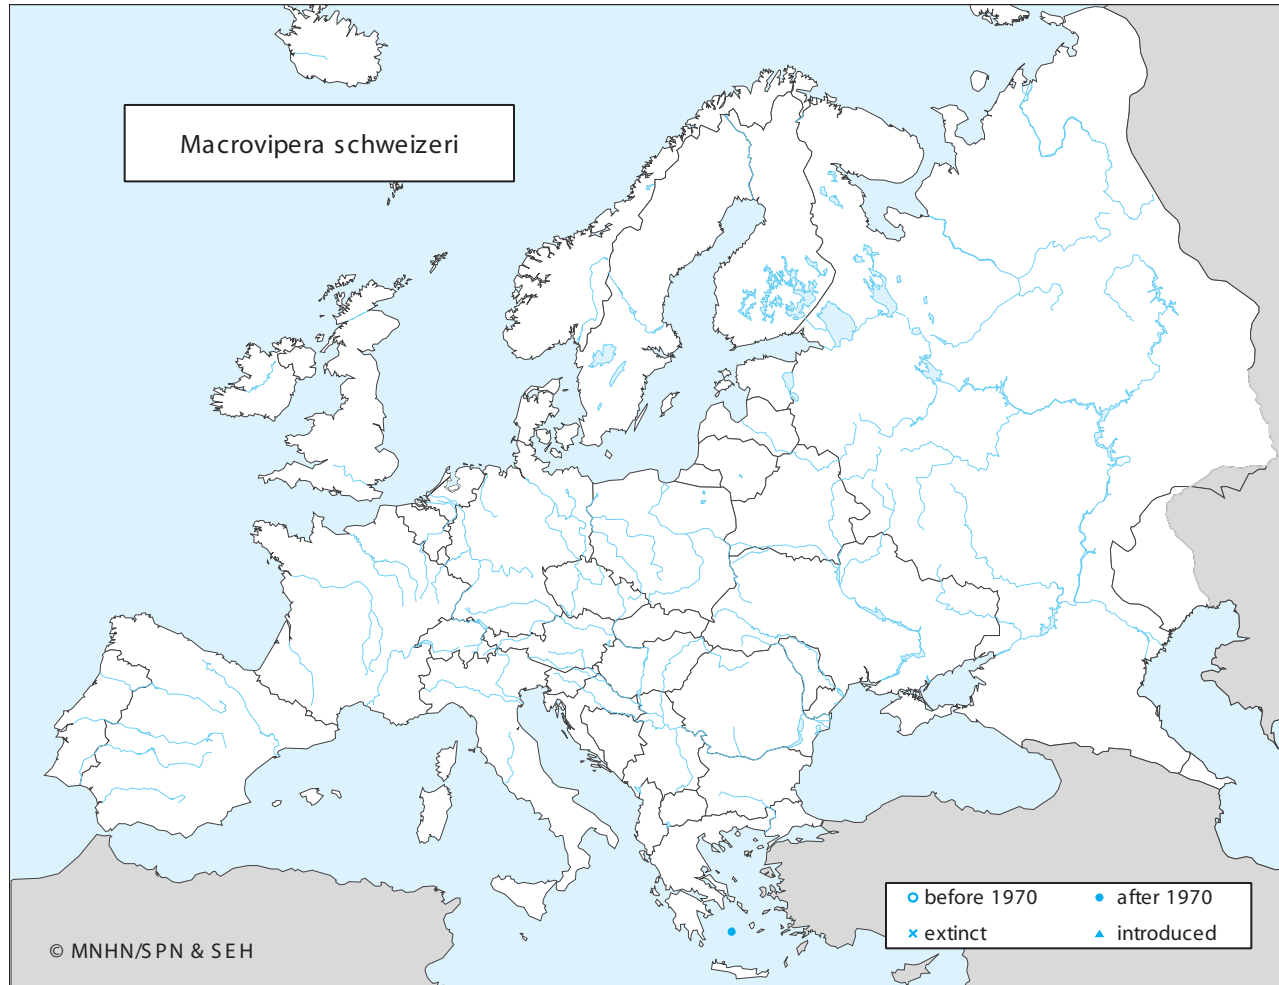 Macrovipera schweizeri
before 1970
after 1970
extinct
introduced
© MNHN/SPN & SEH